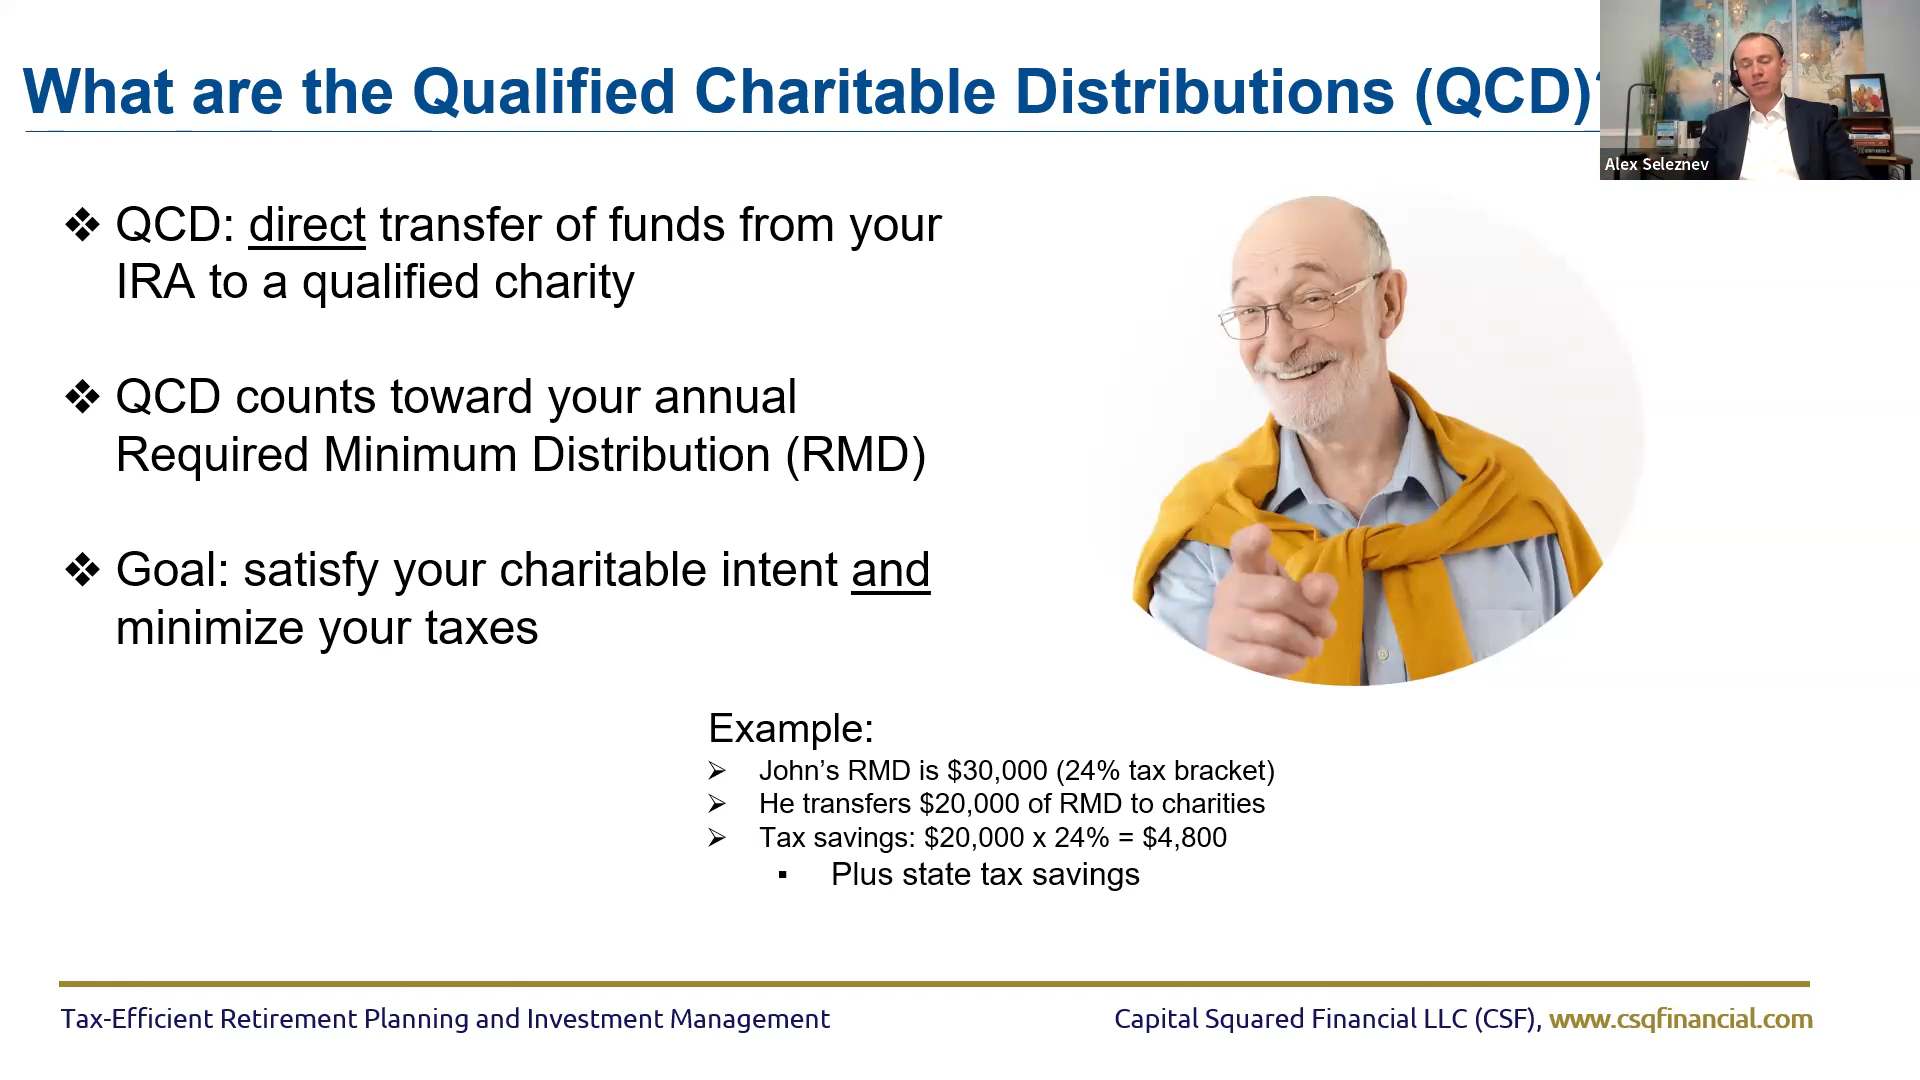 What are the Qualified Charitable Distributions (QCD)?
Alex Seleznev
❖ QCD: direct transfer of funds from your
IRA to a qualified charity
❖ QCD counts toward your annual
Required Minimum Distribution (RMD)
❖ Goal: satisfy your charitable intent and
minimize your taxes
Example:
➢ John’s RMD is $30,000 (24% tax bracket)
➢ He transfers $20,000 of RMD to charities
➢ Tax savings: $20,000 x 24% = $4,800
▪ Plus state tax savings
Tax-Efficient Retirement Planning and Investment Management
Capital Squared Financial LLC (CSF), www.csqfinancial.com